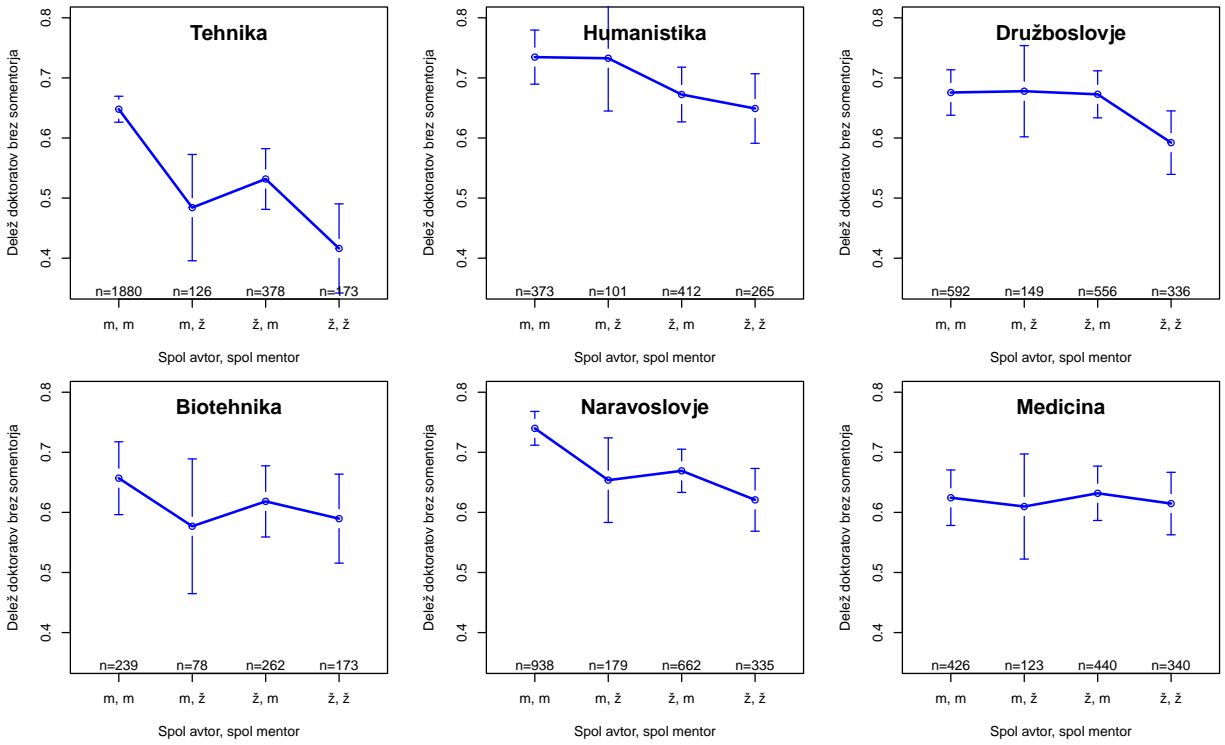 Tehnika
Delež doktoratov brez somentorja
0.8
0.7
0.6
0.5
0.4
n=1880 n=126 n=378 n=173
m, m m, ž ž, m ž, ž
Spol avtor, spol mentor
Humanistika
Delež doktoratov brez somentorja
0.8
0.7
0.6
0.5
0.4
n=373 n=101 n=412 n=265
m, m m, ž ž, m ž, ž
Spol avtor, spol mentor
Družboslovje
Delež doktoratov brez somentorja
0.8
0.7
0.6
0.5
0.4
n=592 n=149 n=556 n=336
m, m m, ž ž, m ž, ž
Spol avtor, spol mentor
Biotehnika
Delež doktoratov brez somentorja
0.8
0.7
0.6
0.5
0.4
n=239 n=78 n=262 n=173
m, m m, ž ž, m ž, ž
Spol avtor, spol mentor
Naravoslovje
Delež doktoratov brez somentorja
0.8
0.7
0.6
0.5
0.4
n=938 n=179 n=662 n=335
m, m m, ž ž, m ž, ž
Spol avtor, spol mentor
Medicina
Delež doktoratov brez somentorja
0.8
0.7
0.6
0.5
0.4
n=426 n=123 n=440 n=340
m, m m, ž ž, m ž, ž
Spol avtor, spol mentor